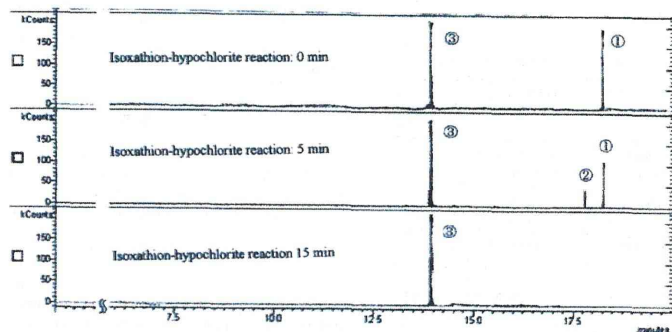 kCounts
150
100
50
0
Isoxathion-hypochlorite reaction: 0 min
③
①
kCounts
150
100
50
0
Isoxathion-hypochlorite reaction: 5 min
③
②
①
kCounts
150
100
50
0
Isoxathion-hypochlorite reaction 15 min
③
7.5 10.0 12.5 15.0 17.5
minutes